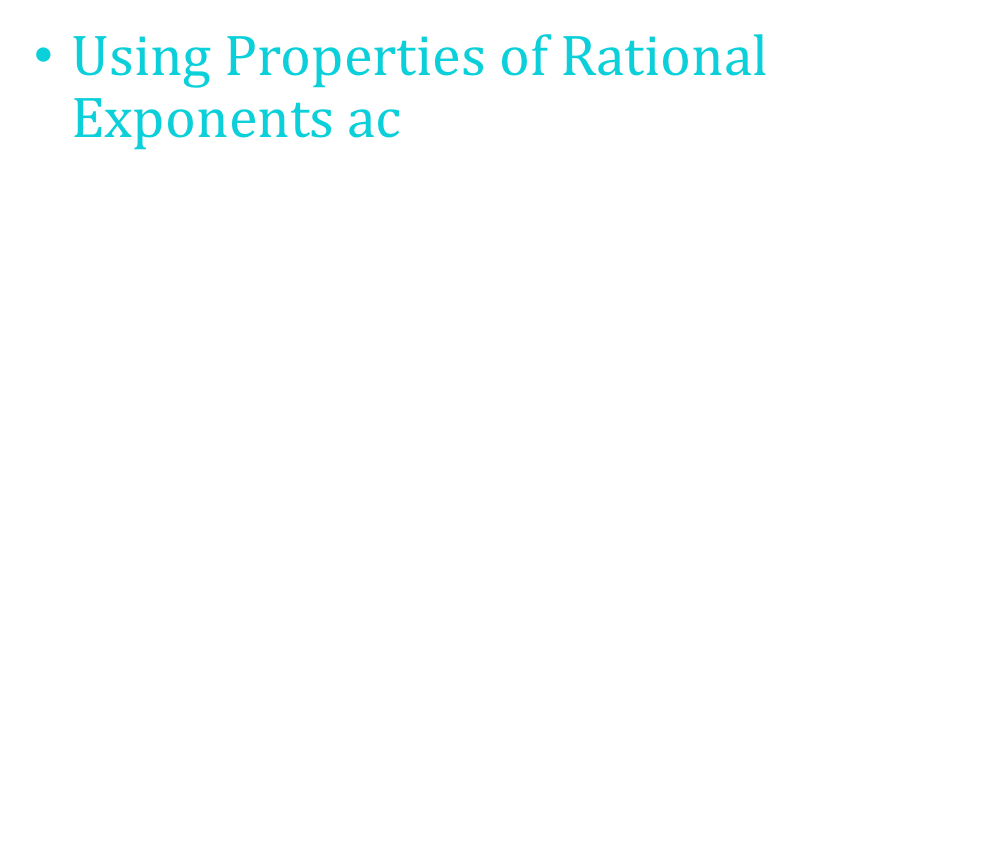 • Using Properties of Rational
Exponents ac